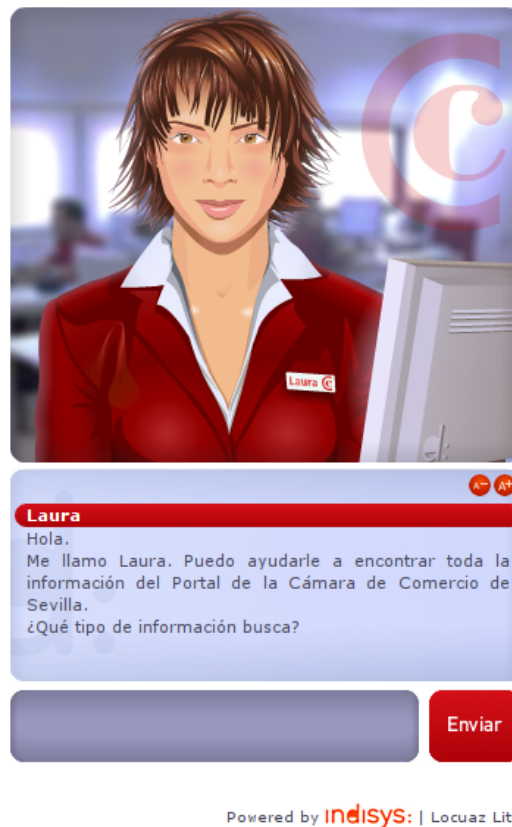 Laura
A- A+
Laura
Hola.
Me llamo Laura. Puedo ayudarle a encontrar toda la
información del Portal de la Cámara de Comercio de
Sevilla.
¿Qué tipo de información busca?
Enviar
Powered by indisys: | Locuaz Lit